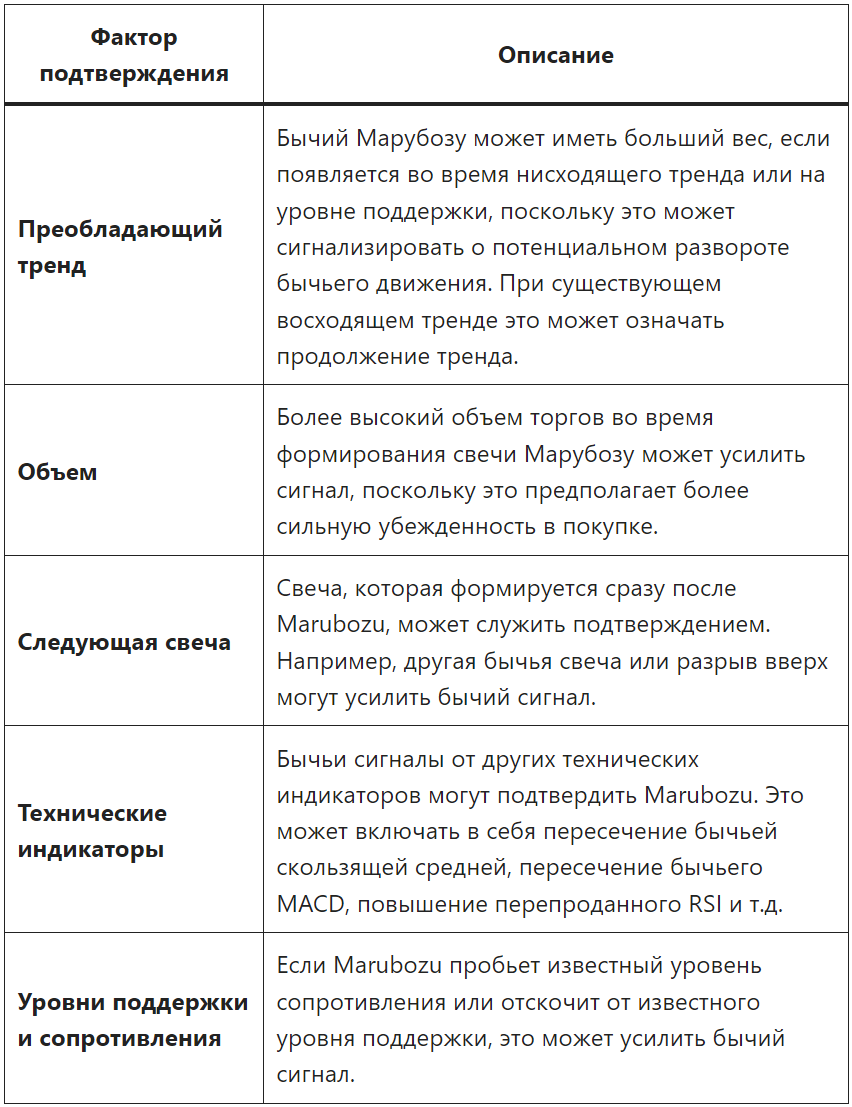 Фактор
подтверждения
Описание
Преобладающий
тренд
Бычий Марубозу может иметь больший вес, если
появляется во время нисходящего тренда или на
уровне поддержки, поскольку это может
сигнализировать о потенциальном развороте
бычьего движения. При существующем
восходящем тренде это может означать
продолжение тренда.
Объем
Более высокий объем торгов во время
формирования свечи Марубозу может усилить
сигнал, поскольку это предполагает более
сильную убежденность в покупке.
Следующая свеча
Свеча, которая формируется сразу после
Marubozu, может служить подтверждением.
Например, другая бычья свеча или разрыв вверх
могут усилить бычий сигнал.
Технические
индикаторы
Бычьи сигналы от других технических
индикаторов могут подтвердить Marubozu. Это
может включать в себя пересечение бычьей
скользящей средней, пересечение бычьего
MACD, повышение перепроданного RSI и т.д.
Уровни поддержки
и сопротивления
Если Marubozu пробьет известный уровень
сопротивления или отскочит от известного
уровня поддержки, это может усилить бычий
сигнал.